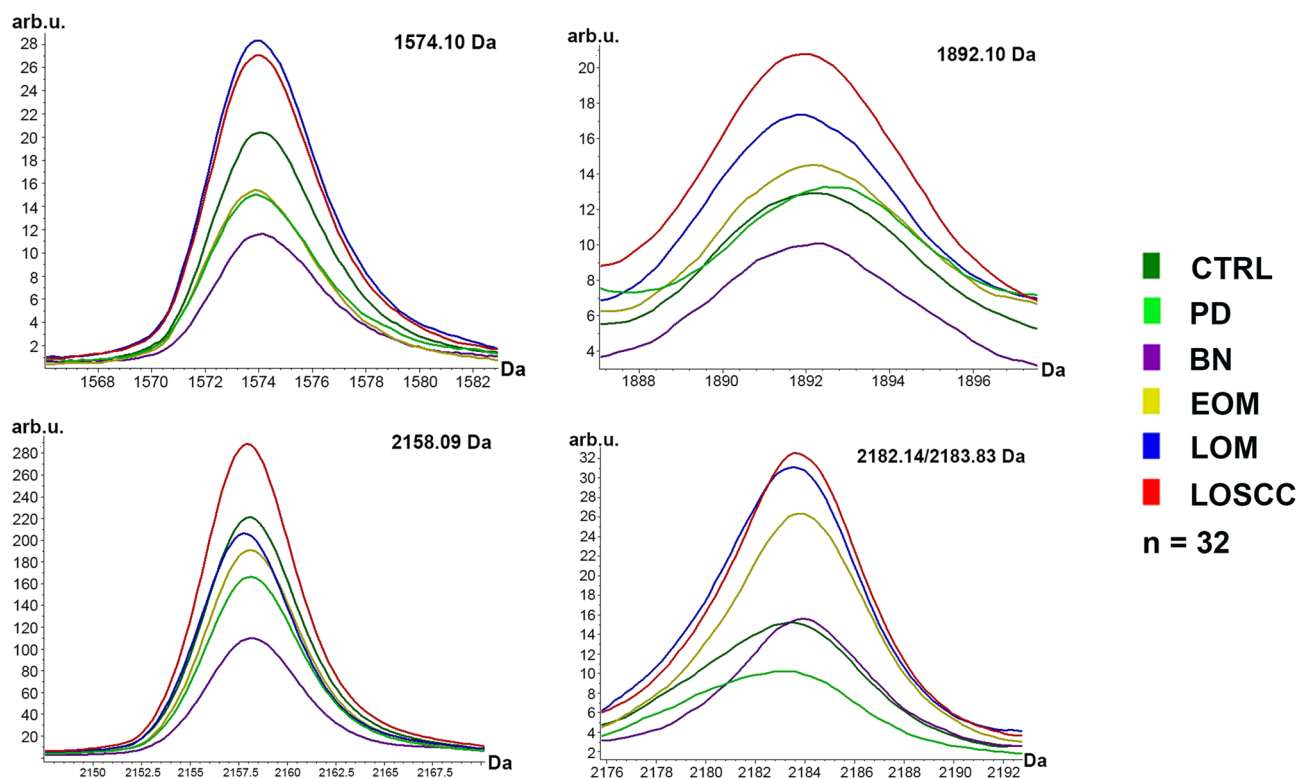 arb.u.
1574.10 Da
28
26
24
22
20
18
16
14
12
10
8
6
4
2
1568 1570 1572 1574 1576 1578 1580 1582 Da
arb.u.
1892.10 Da
20
18
16
14
12
10
8
6
4
1888 1890 1892 1894 1896 Da
arb.u.
2158.09 Da
280
260
240
220
200
180
160
140
120
100
80
60
40
20
2150 2152.5 2155 2157.5 2160 2162.5 2165 2167.5 Da
arb.u.
2182.14/2183.83 Da
32
30
28
26
24
22
20
18
16
14
12
10
8
6
4
2
2176 2178 2180 2182 2184 2186 2188 2190 2192 Da
CTRL
PD
BN
EOM
LOM
LOSCC
n = 32